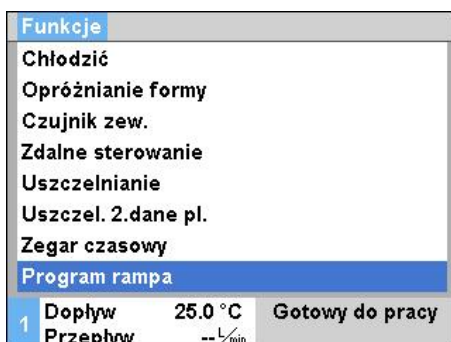 Funkcje
Chłodzić
Opróżnianie formy
Czujnik zew.
Zdalne sterowanie
Uszczelnianie
Uszczel. 2.dane pl.
Zegar czasowy
Program rampa
1 Dopływ 25.0 °C Gotowy do pracy
Przepływ -- L/min